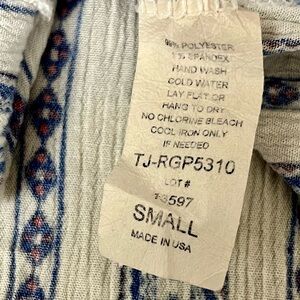 POLYESTER
SPANDEX
HAND WASH
COLD WATER
LAY FLAT OR
HANG TO DRY
NO CHLORINE BLEACH
COOL IRON ONLY
IF NEEDED
TJ-RGP5310
LOT #
13597
SMALL
MADE IN USA